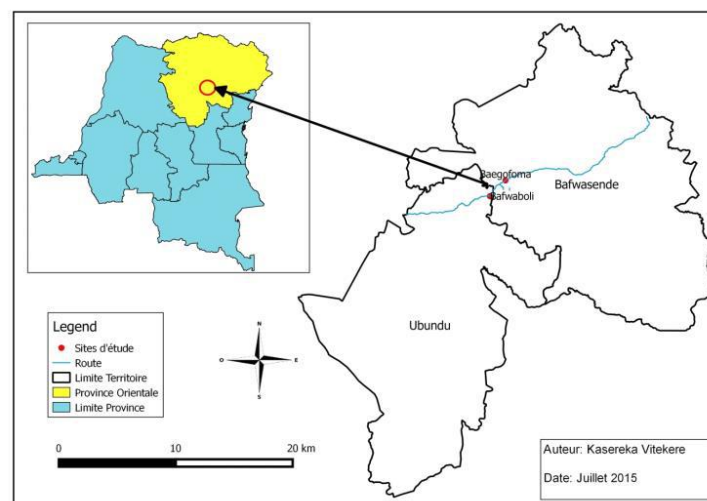 Baegofoma
Bafwaboli
Bafwasende
Ubundu
Legend
Sites d'étude
Route
Limite Territoire
Province Orientale
Limite Province
N
O
E
S
0 10 20 km
Auteur: Kasereka Vitekere
Date: Juillet 2015